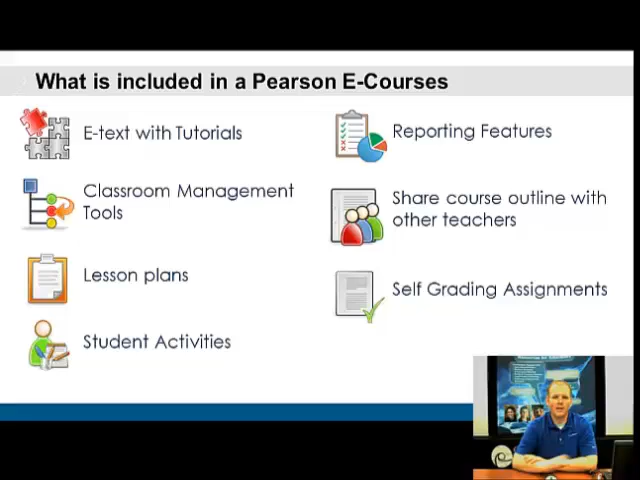 What is included in a Pearson E-Courses
E-text with Tutorials
Classroom Management
Tools
Lesson plans
Student Activities
Reporting Features
Share course outline with
other teachers
Self Grading Assignments